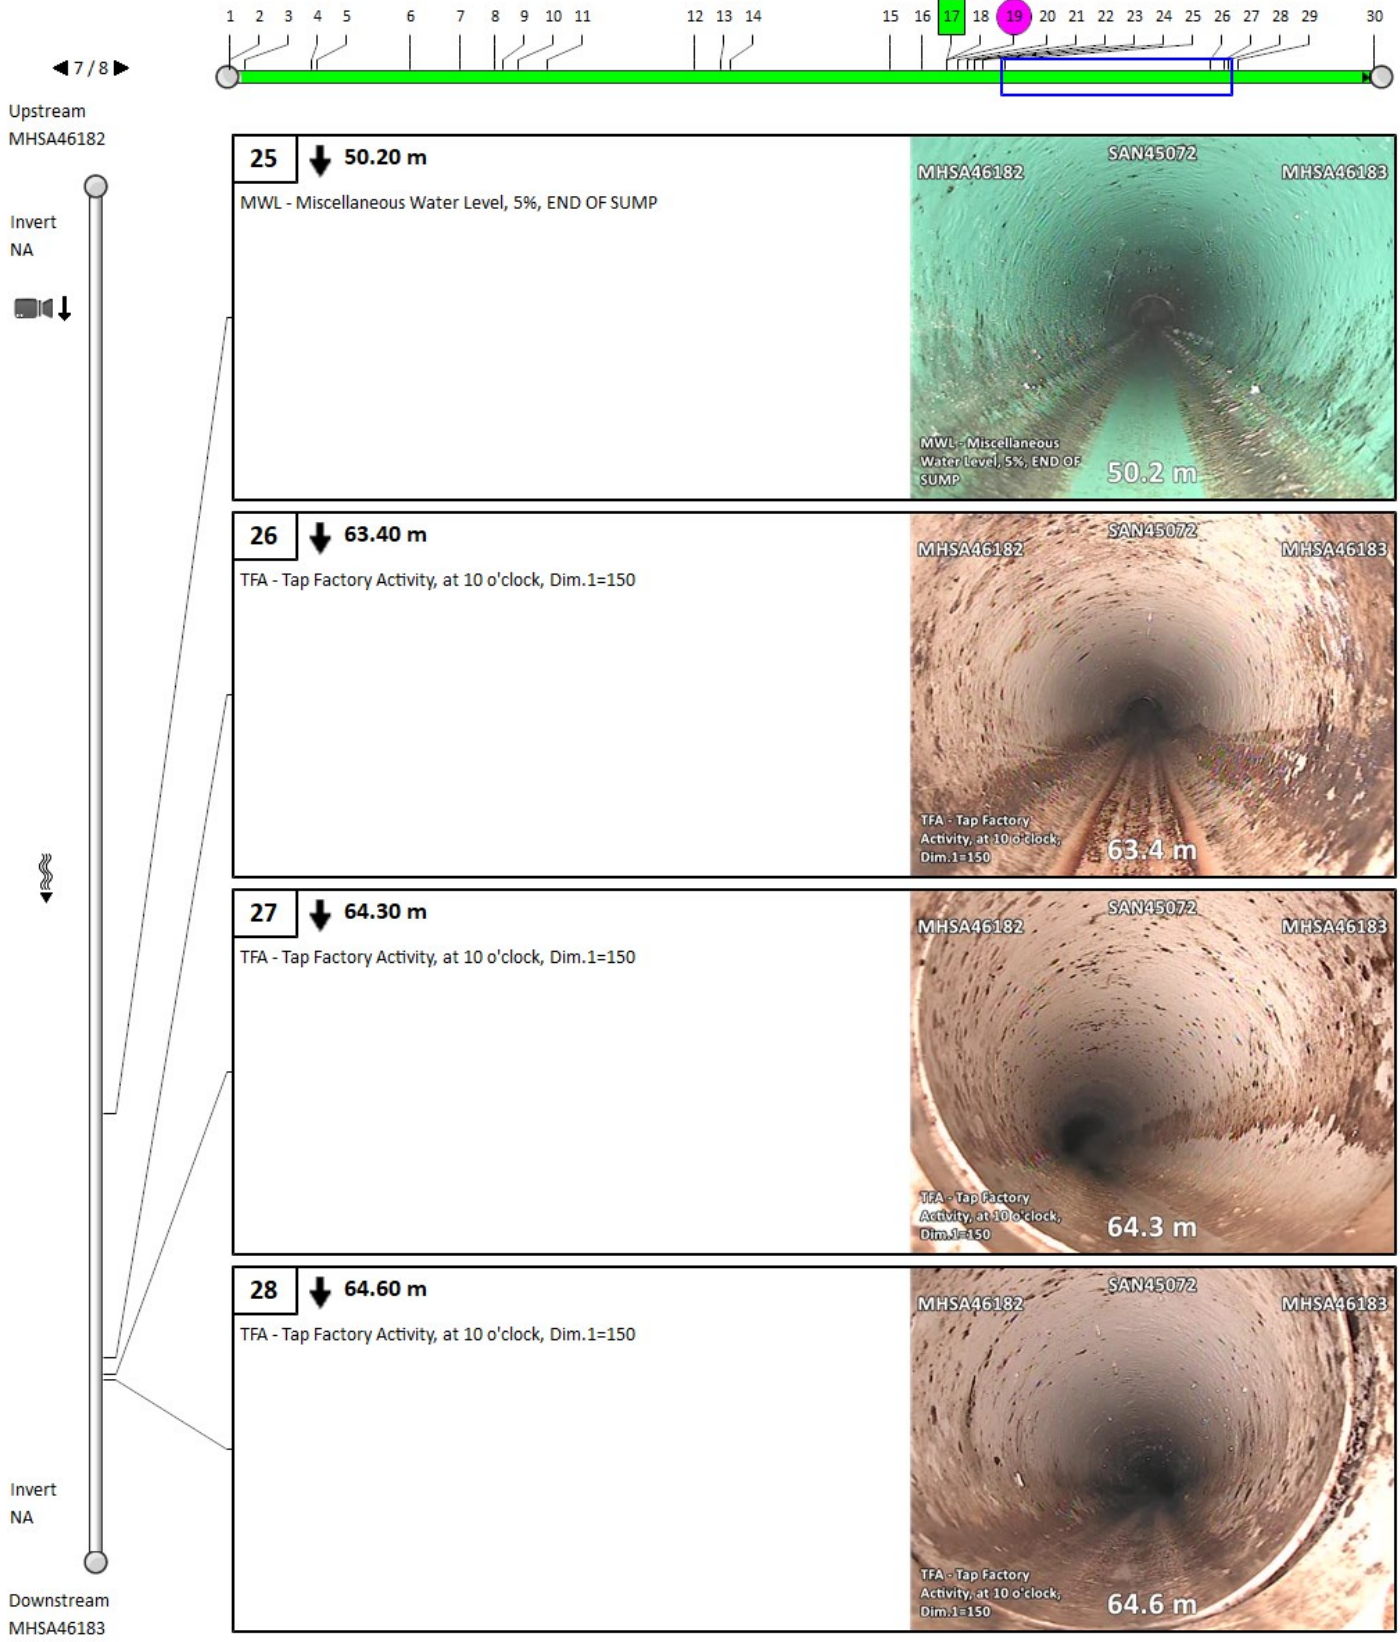 1 2 3 4 5 6 7 8 9 10 11 12 13 14 15 16 17 18 19 20 21 22 23 24 25 26 27 28 29 30
7 / 8
Upstream
MHSA46182
Invert
NA
Invert
NA
Downstream
MHSA46183
25 50.20 m
MWL - Miscellaneous Water Level, 5%, END OF SUMP
SAN45072
MHSA46182 MHSA46183
MWL - Miscellaneous
Water Level, 5%, END OF
SUMP
50.2 m
26 63.40 m
TFA - Tap Factory Activity, at 10 o'clock, Dim.1=150
SAN45072
MHSA46182 MHSA46183
TFA - Tap Factory
Activity, at 10 o'clock,
Dim.1=150
63.4 m
27 64.30 m
TFA - Tap Factory Activity, at 10 o'clock, Dim.1=150
SAN45072
MHSA46182 MHSA46183
TFA - Tap Factory
Activity, at 10 o'clock,
Dim.1=150
64.3 m
28 64.60 m
TFA - Tap Factory Activity, at 10 o'clock, Dim.1=150
SAN45072
MHSA46182 MHSA46183
TFA - Tap Factory
Activity, at 10 o'clock,
Dim.1=150
64.6 m